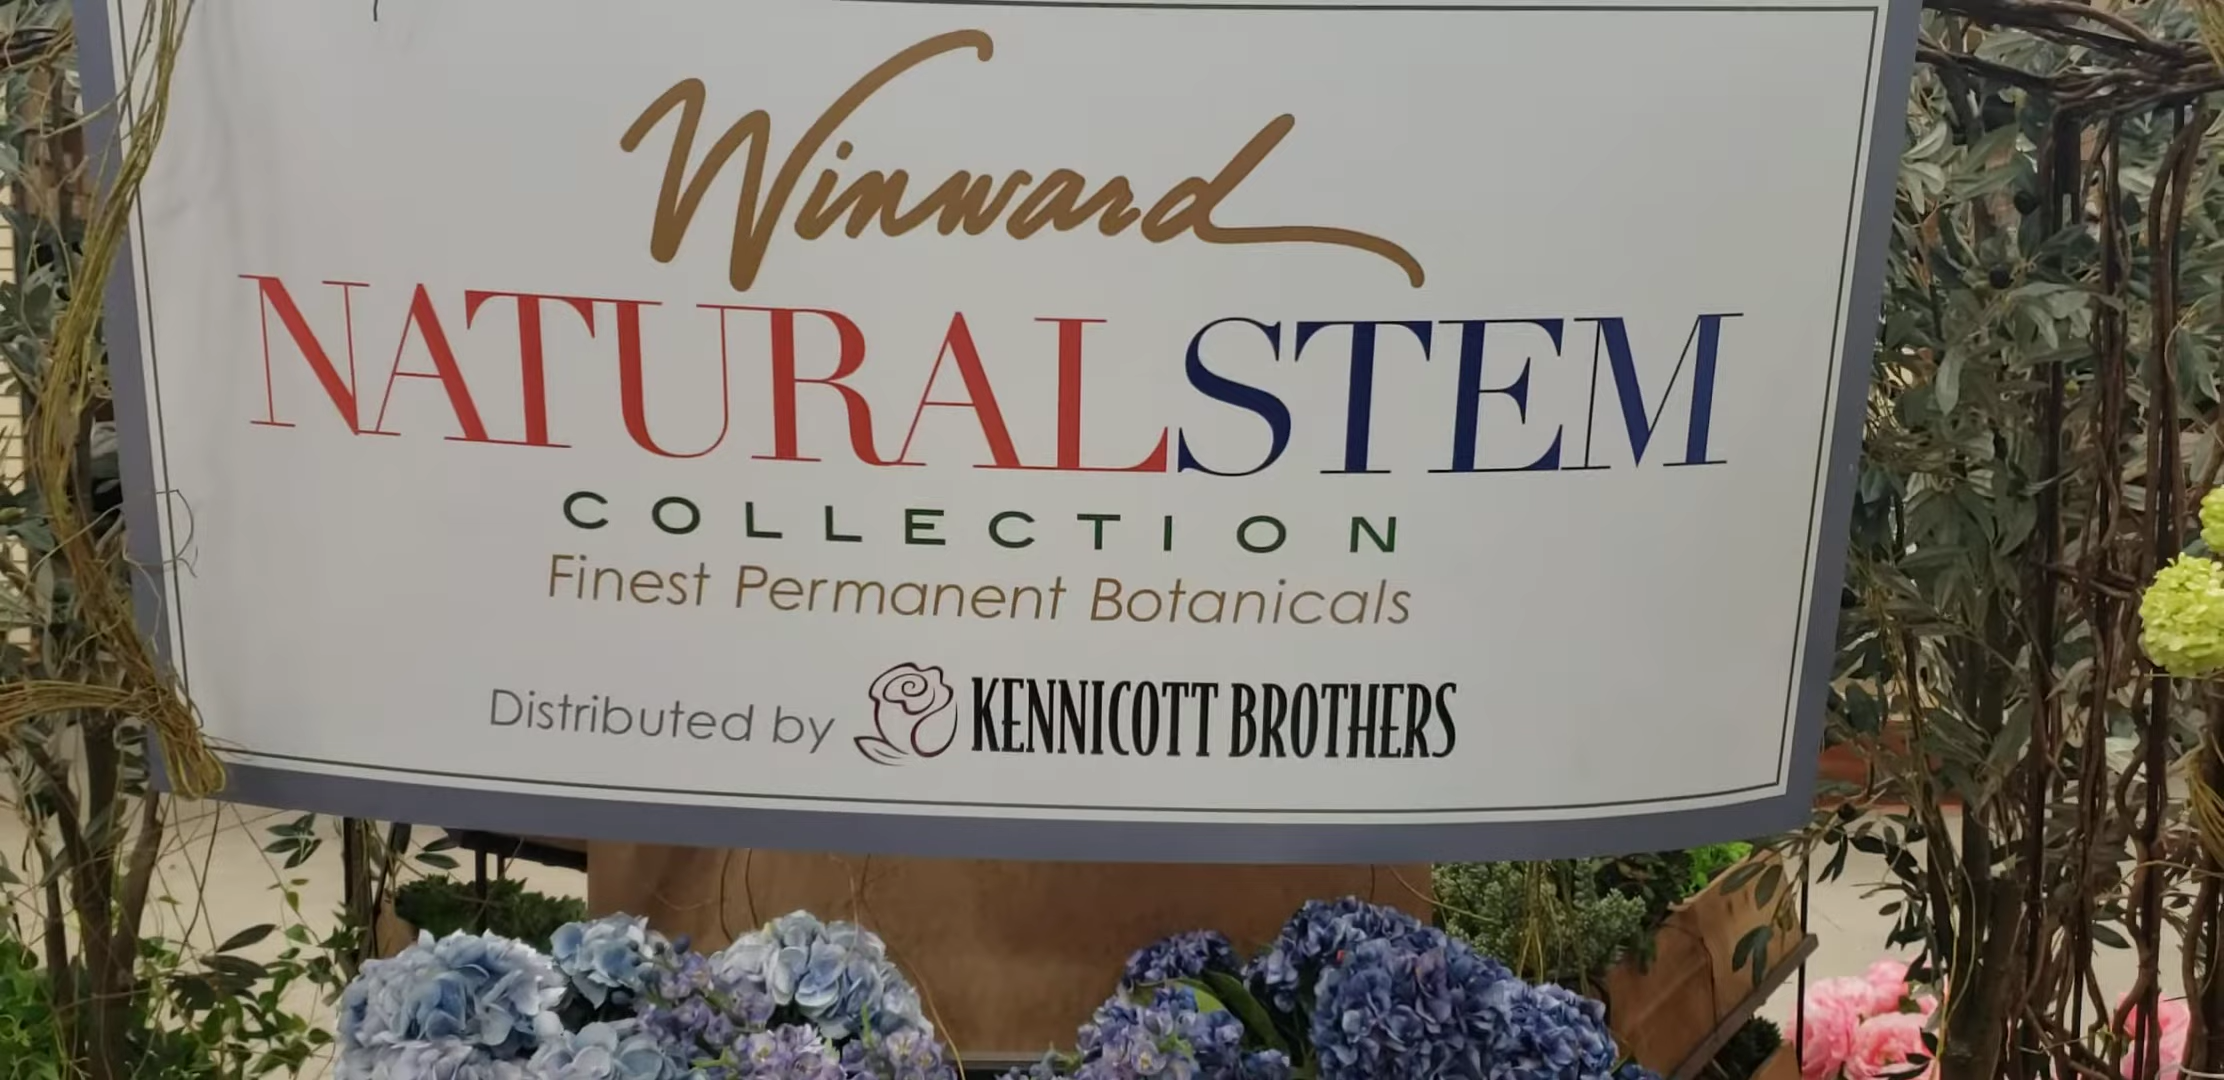 Winward
NATURALSTEM
COLLECTION
Finest Permanent Botanicals
Distributed by KENNICOTT BROTHERS